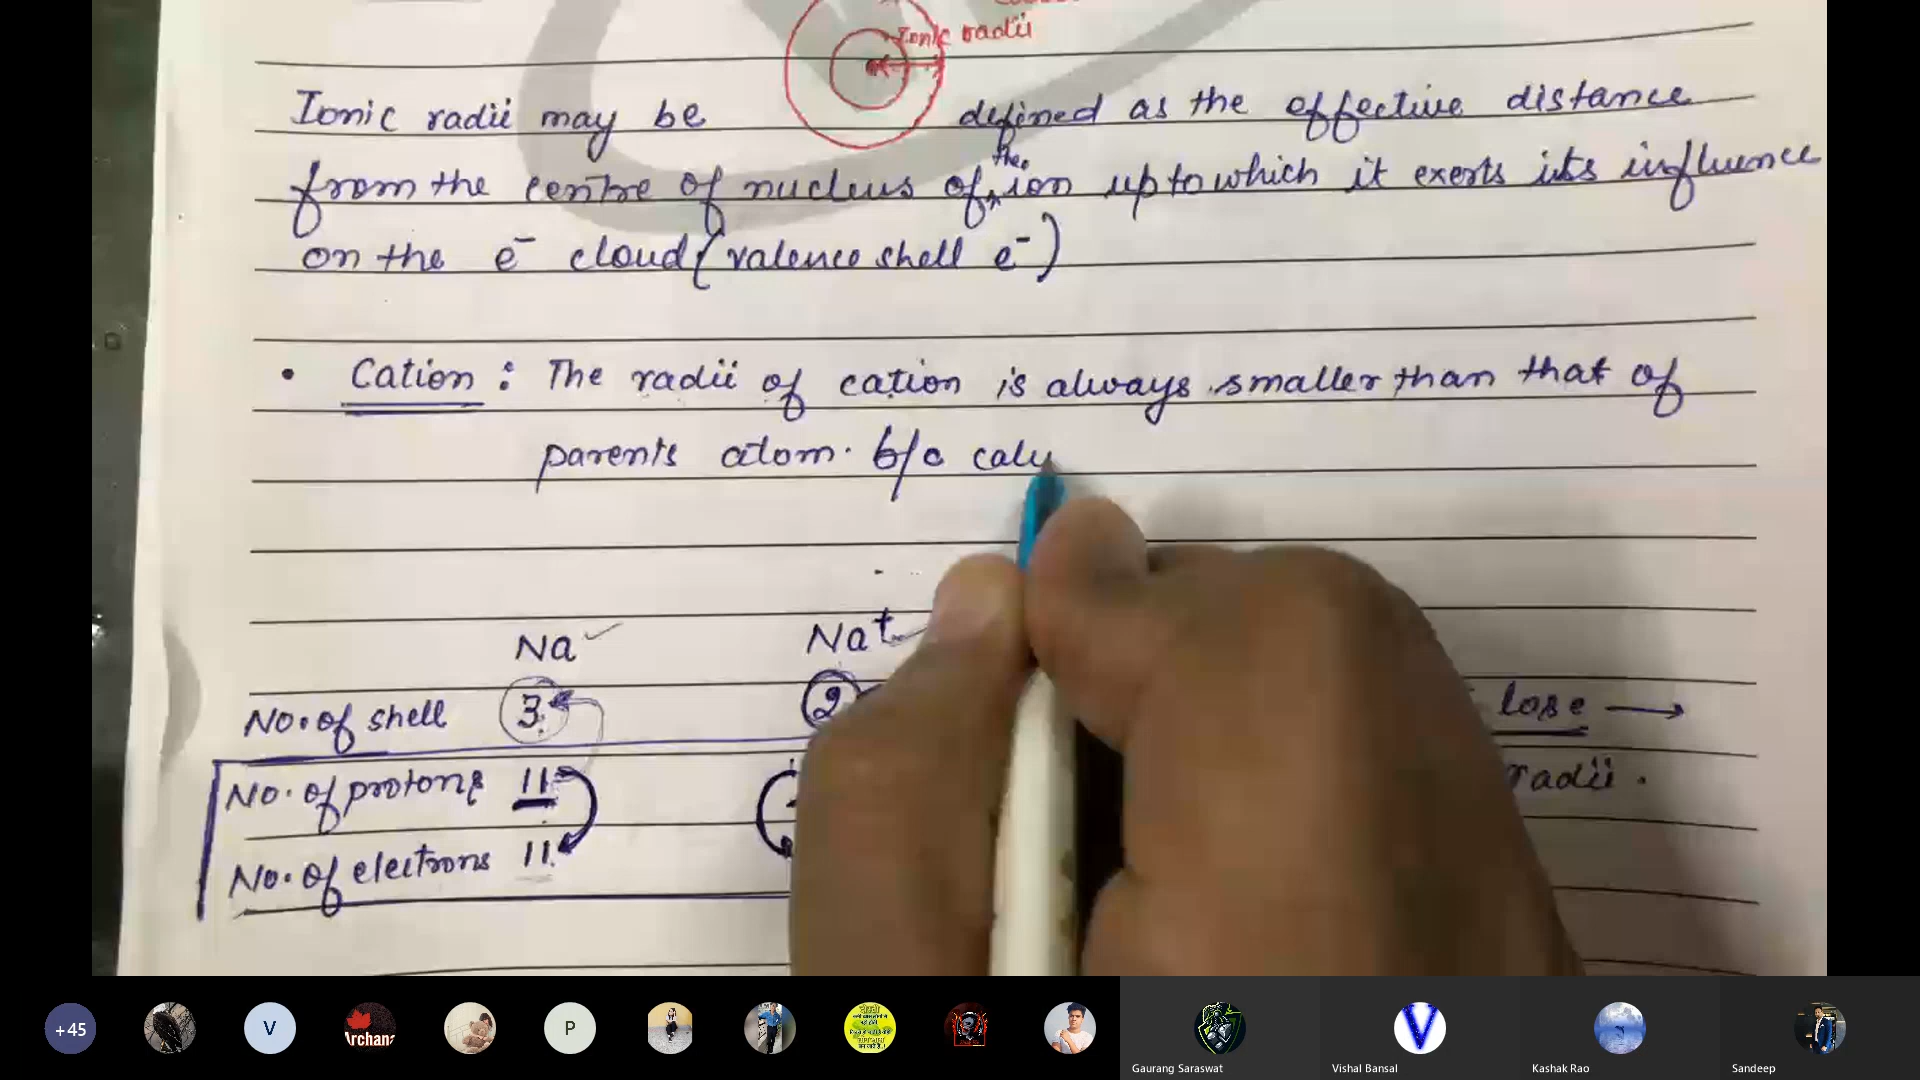 Ionic radii
Ionic radii may be defined as the effective distance
from the centre of nucleus of the ion upto which it exerts its influence
on the e⁻ cloud (valence shell e⁻)
• Cation : The radii of cation is always smaller than that of
parents atom. b/c
Na Na⁺
No. of shell 3 2 lose →
No. of protons 11 radii.
No. of electrons 11
+45 V Archana P Gaurang Saraswat Vishal Bansal Kashak Rao Sandeep